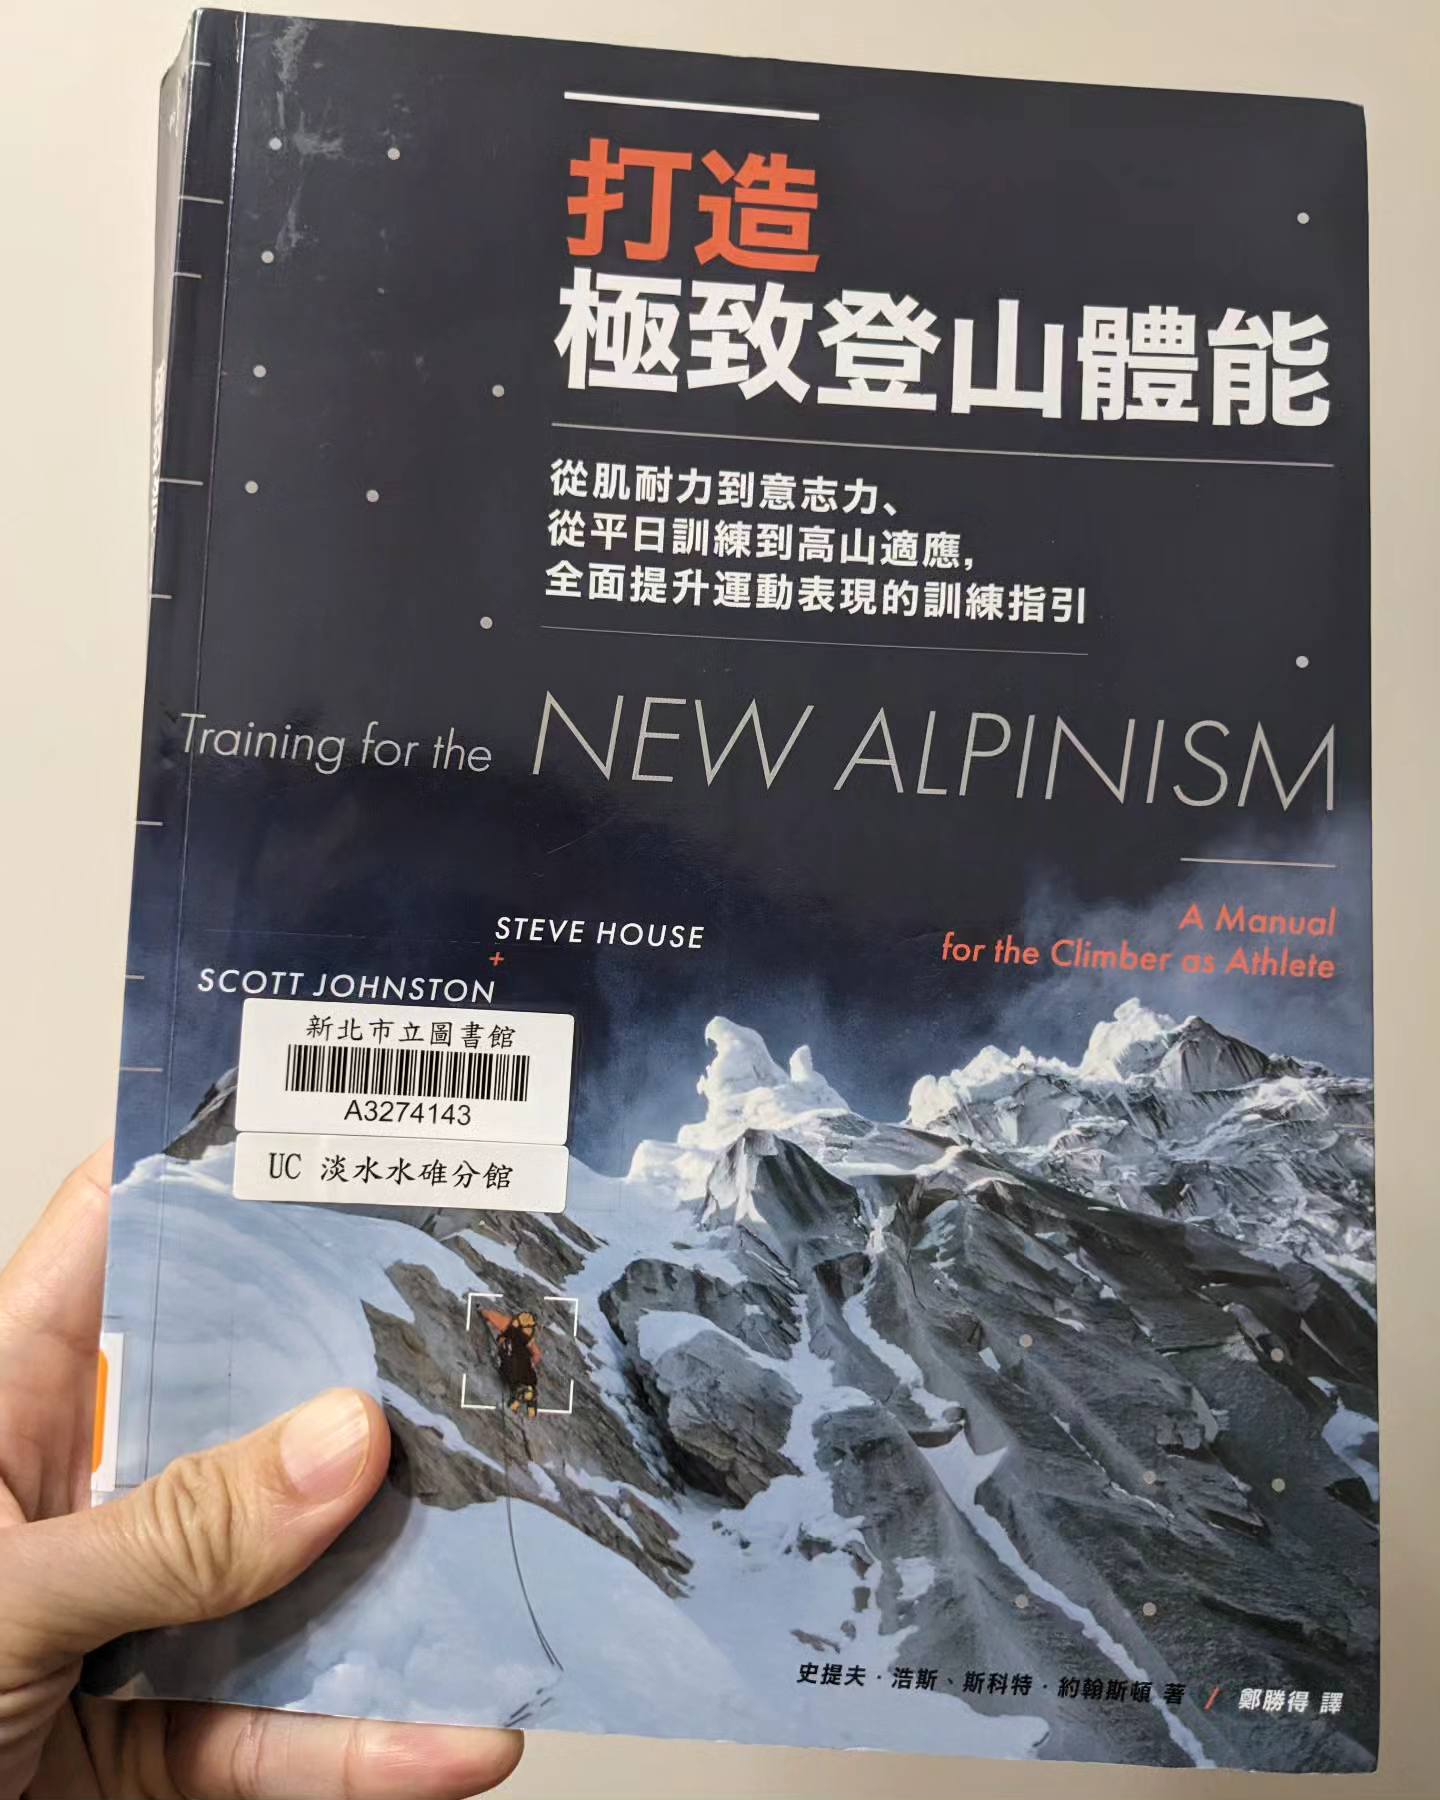 打造
極致登山體能
從肌耐力到意志力、
從平日訓練到高山適應，
全面提升運動表現的訓練指引
Training for the NEW ALPINISM
A Manual
for the Climber as Athlete
STEVE HOUSE
+
SCOTT JOHNSTON
新北市立圖書館
A3274143
UC 淡水水碓分館
史提夫·浩斯、斯科特·約翰斯頓 著 / 鄭勝得 譯